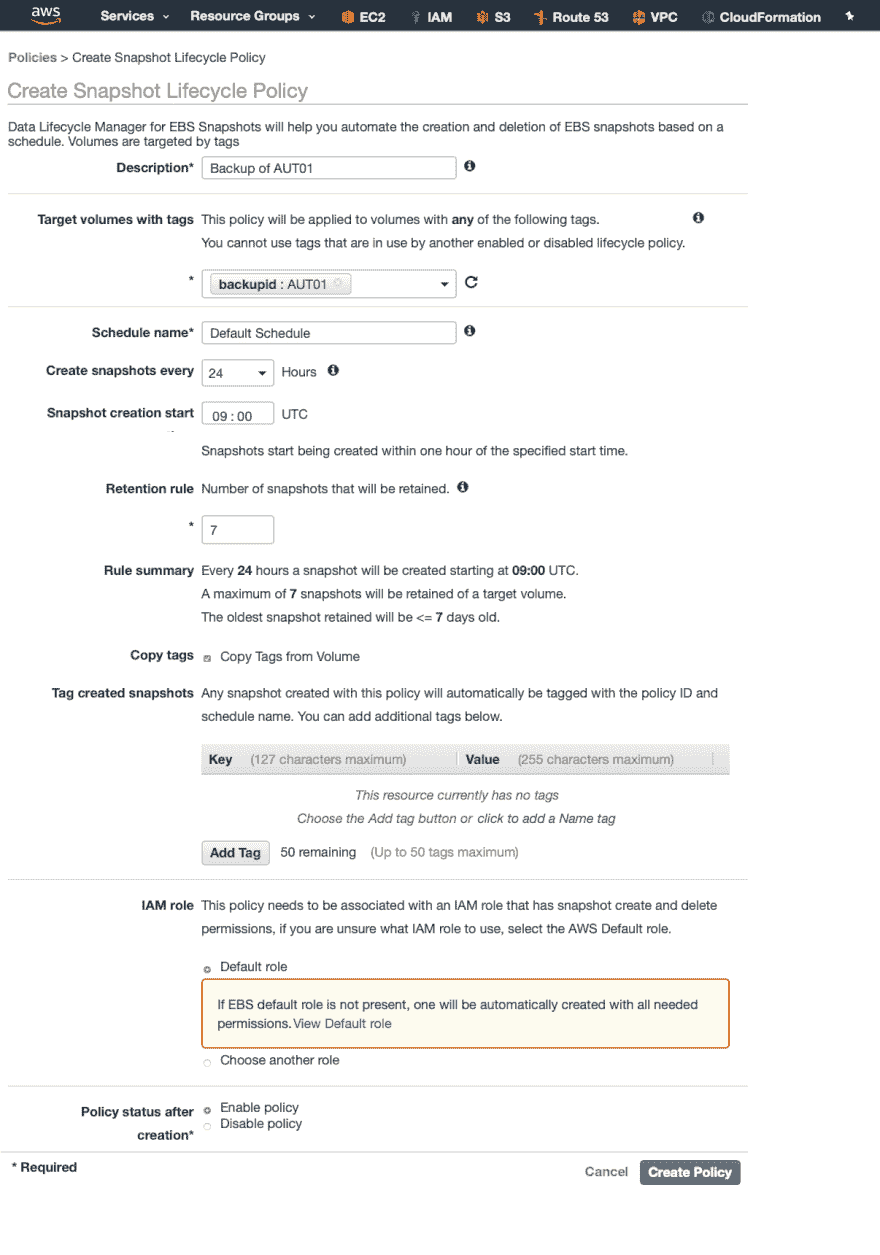 aws Services Resource Groups EC2 IAM S3 Route 53 VPC CloudFormation
Policies > Create Snapshot Lifecycle Policy
Create Snapshot Lifecycle Policy
Data Lifecycle Manager for EBS Snapshots will help you automate the creation and deletion of EBS snapshots based on a
schedule. Volumes are targeted by tags
Description* Backup of AUT01
Target volumes with tags This policy will be applied to volumes with any of the following tags.
You cannot use tags that are in use by another enabled or disabled lifecycle policy.
* backupid : AUT01
Schedule name* Default Schedule
Create snapshots every 24 Hours
Snapshot creation start 09 : 00 UTC
Snapshots start being created within one hour of the specified start time.
Retention rule Number of snapshots that will be retained.
* 7
Rule summary Every 24 hours a snapshot will be created starting at 09:00 UTC.
A maximum of 7 snapshots will be retained of a target volume.
The oldest snapshot retained will be <= 7 days old.
Copy tags Copy Tags from Volume
Tag created snapshots Any snapshot created with this policy will automatically be tagged with the policy ID and
schedule name. You can add additional tags below.
Key (127 characters maximum) Value (255 characters maximum)
This resource currently has no tags
Choose the Add tag button or click to add a Name tag
Add Tag 50 remaining (Up to 50 tags maximum)
IAM role This policy needs to be associated with an IAM role that has snapshot create and delete
permissions, if you are unsure what IAM role to use, select the AWS Default role.
Default role
If EBS default role is not present, one will be automatically created with all needed
permissions. View Default role
Choose another role
Policy status after Enable policy
creation* Disable policy
* Required
Cancel Create Policy